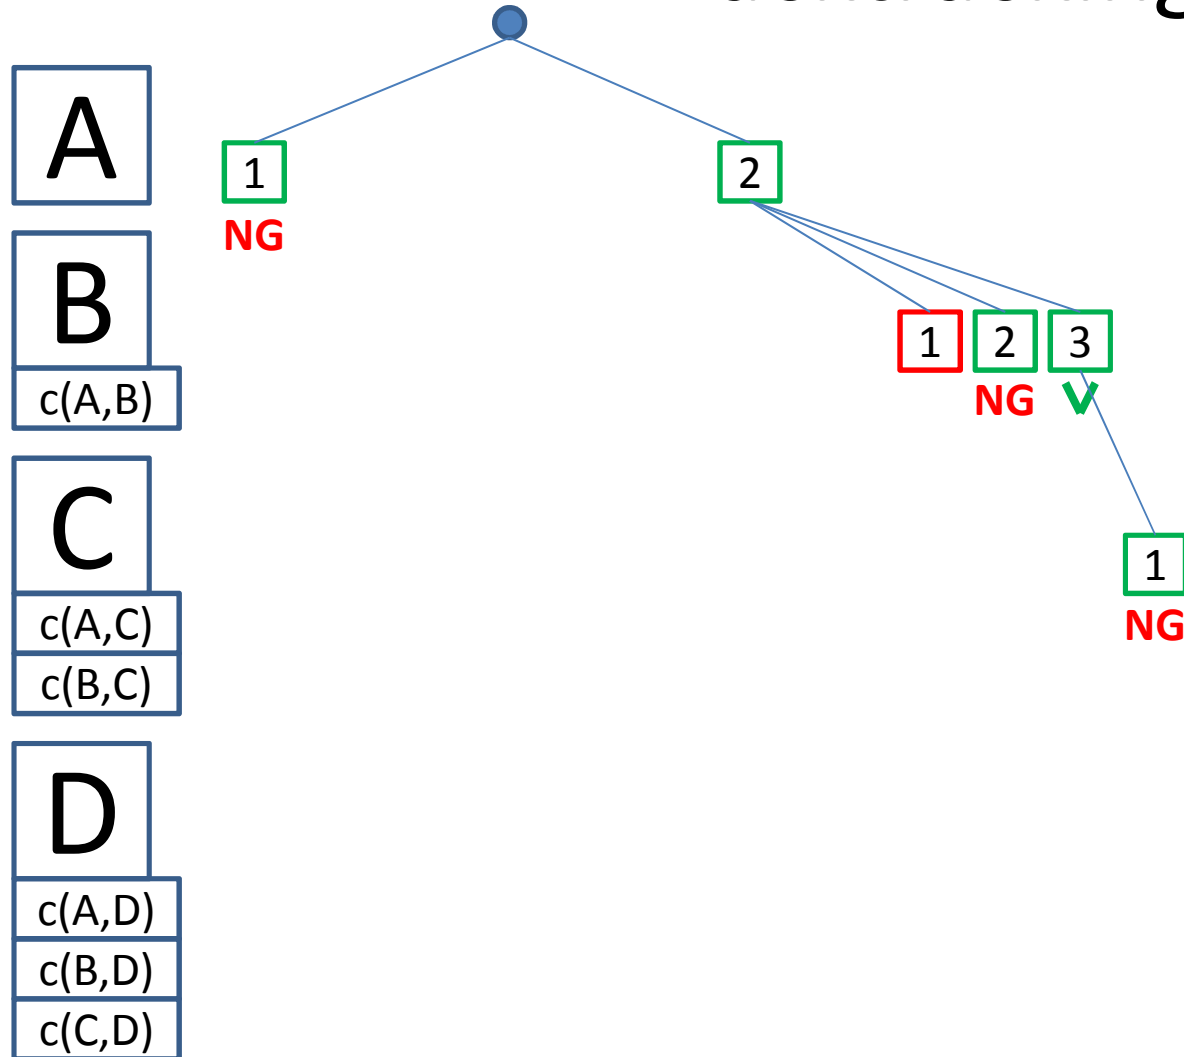 A
1
2
NG
B
1
2
3
c(A,B)
NG
V
C
1
c(A,C)
NG
c(B,C)
D
c(A,D)
c(B,D)
c(C,D)